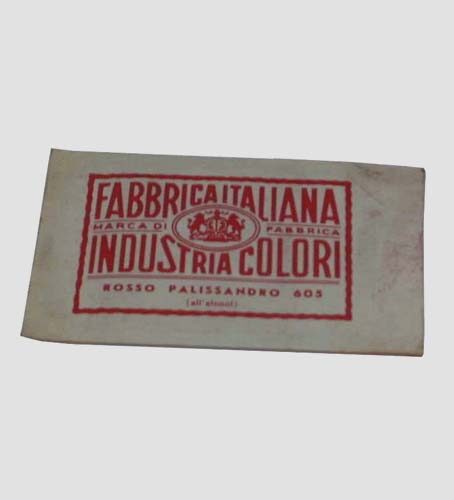 FABBRICA ITALIANA
MARCA DI FABBRICA
INDUSTRIA COLORI
ROSSO PALISSANDRO 605
(all'alcool)